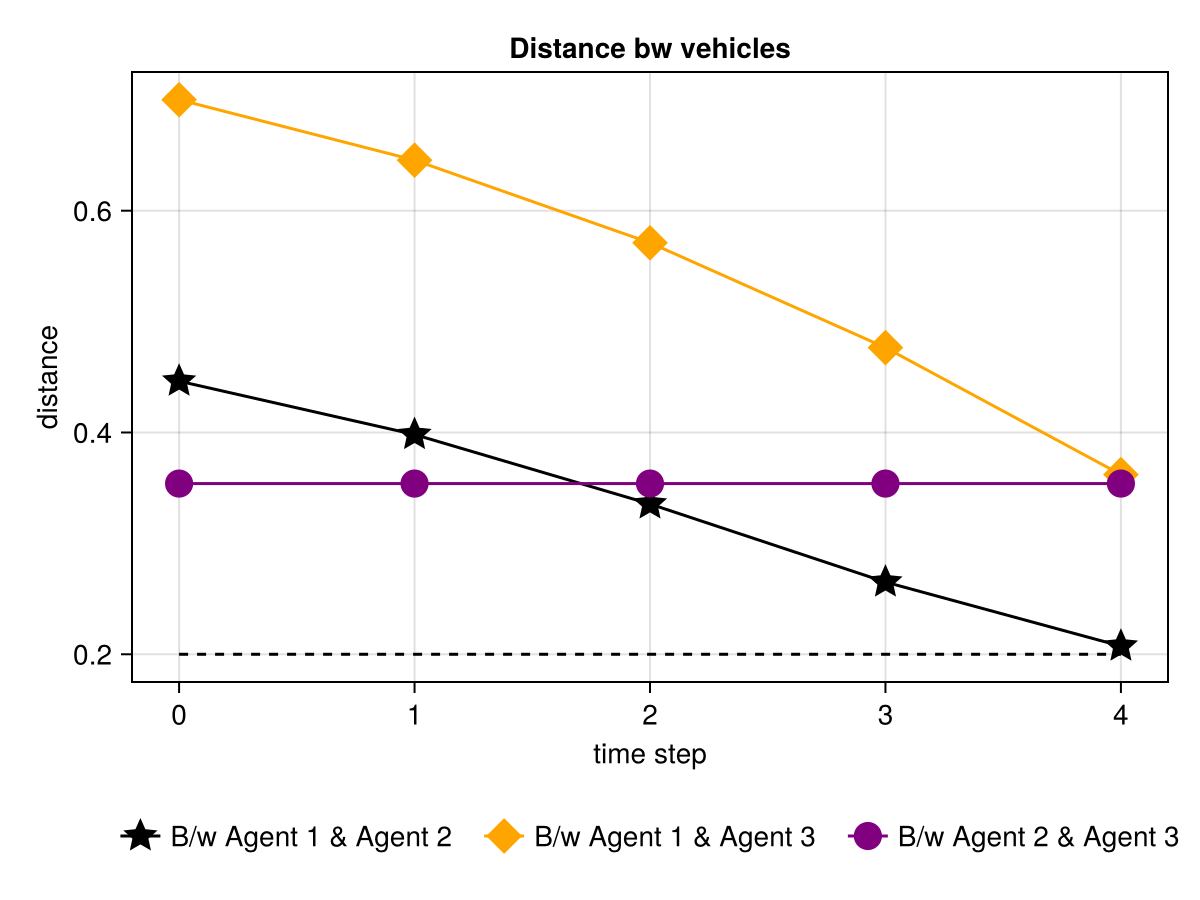 Distance bw vehicles
distance
0.6
0.4
0.2
0 1 2 3 4
time step
B/w Agent 1 & Agent 2 B/w Agent 1 & Agent 3 B/w Agent 2 & Agent 3